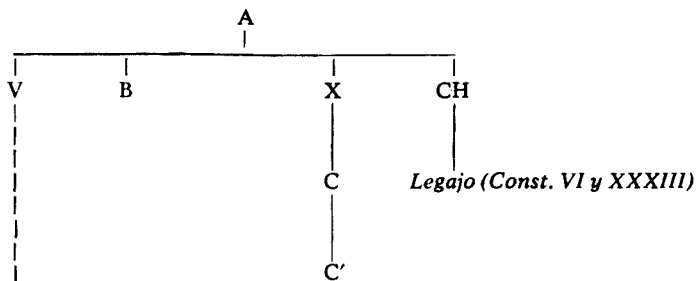 A
V B X CH
C Legajo (Const. VI y XXXIII)
C′